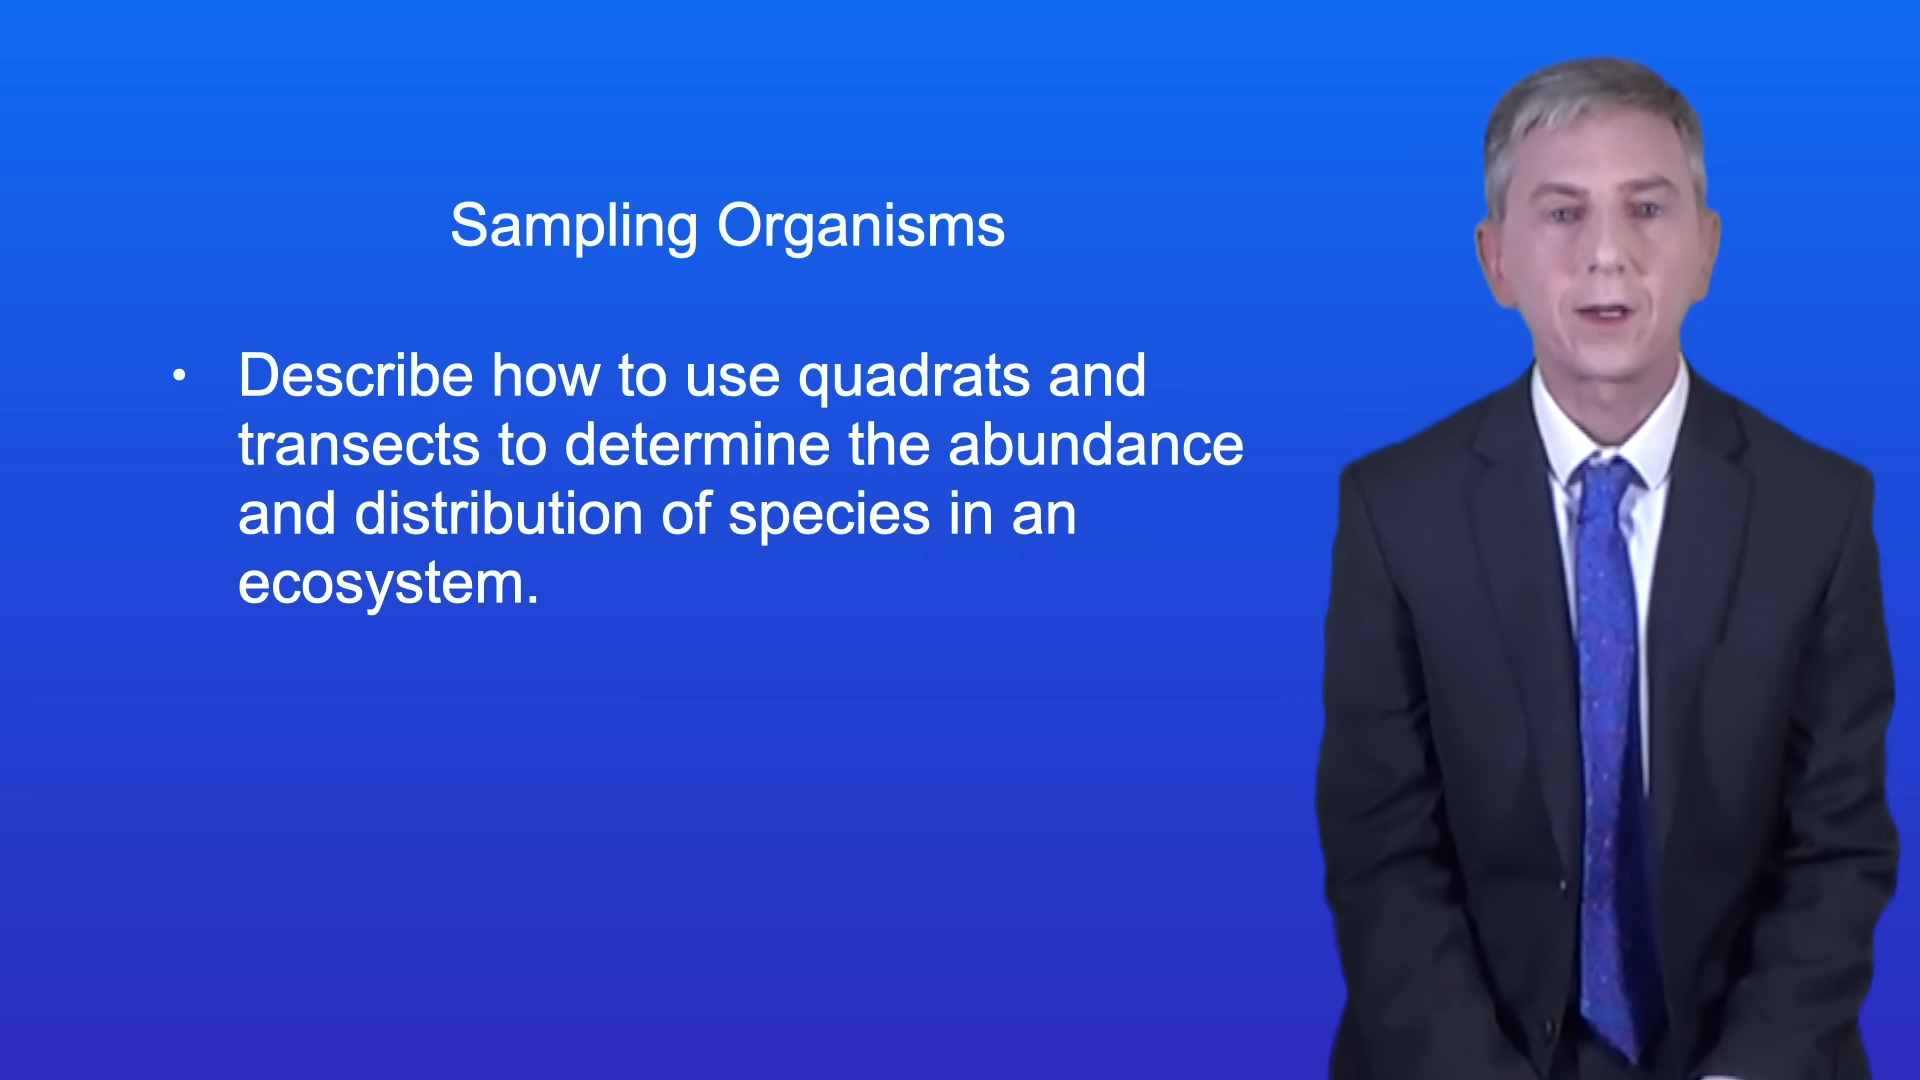 Sampling Organisms
• Describe how to use quadrats and
transects to determine the abundance
and distribution of species in an
ecosystem.